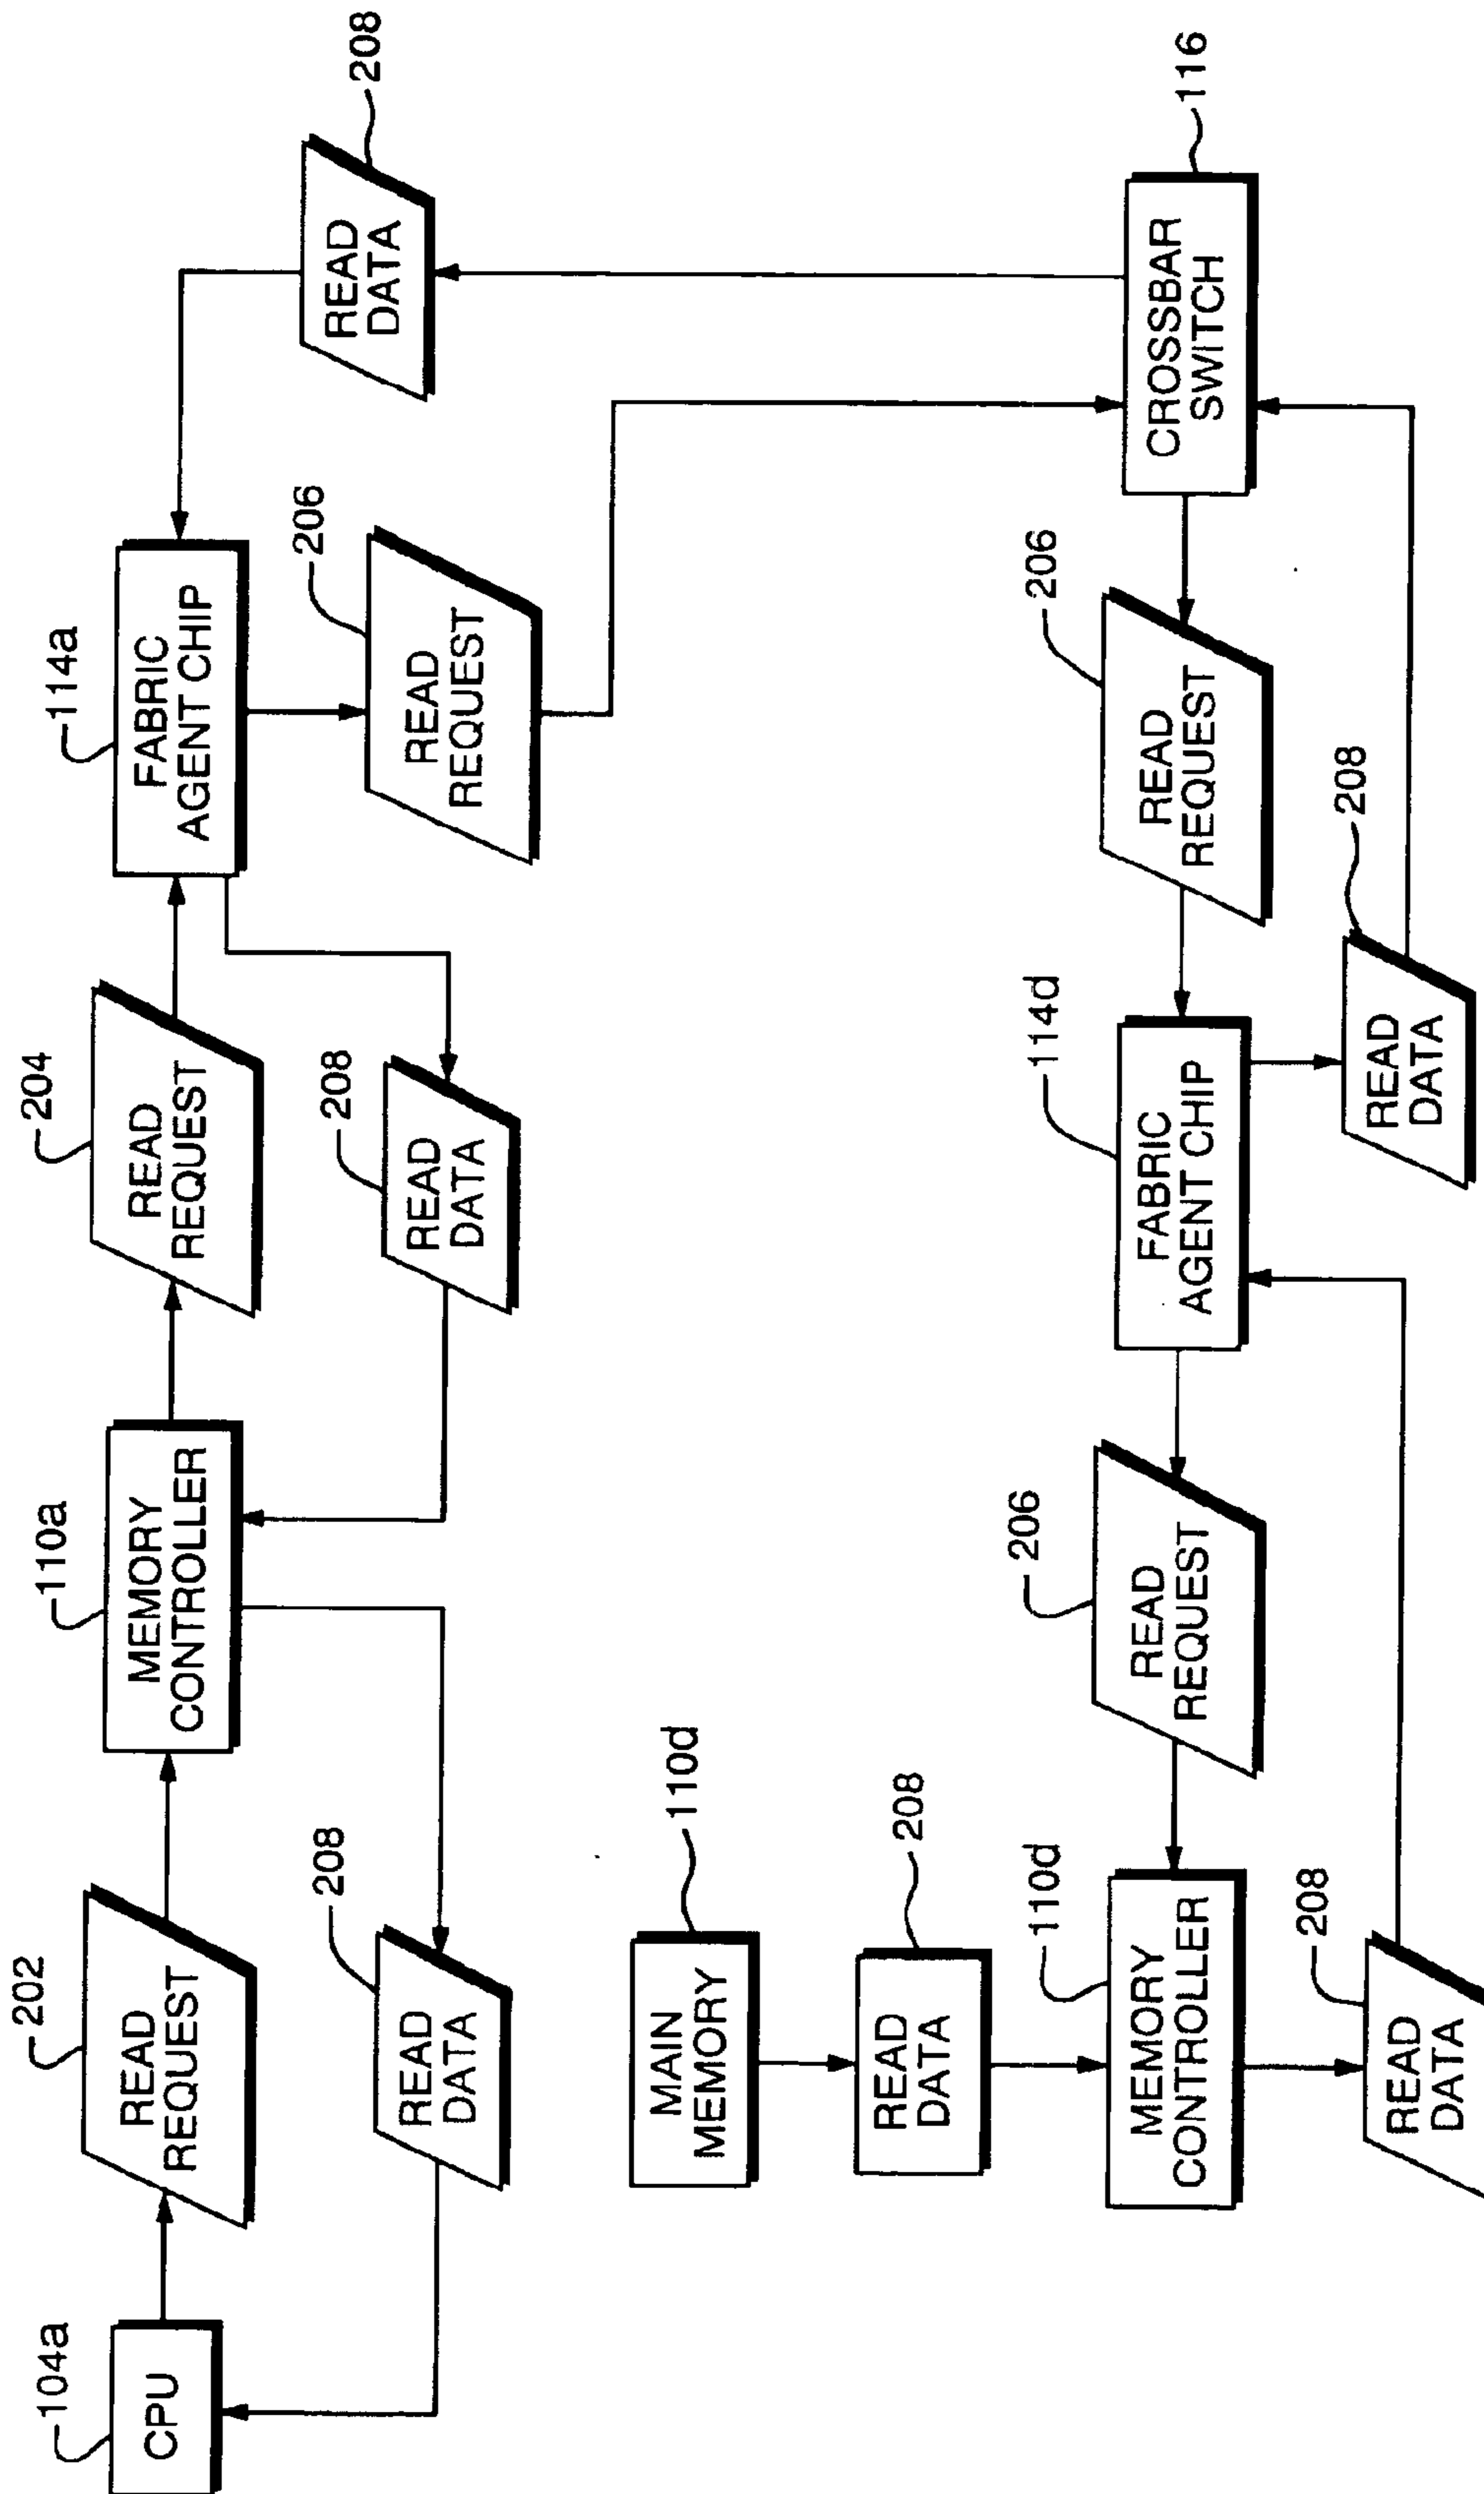 104a
CPU
202
READ
REQUEST
110a
MEMORY
CONTROLLER
204
READ
REQUEST
114a
FABRIC
AGENT CHIP
208
READ
DATA
208
READ
DATA
208
READ
DATA
206
READ
REQUEST
110d
MAIN
MEMORY
208
READ
DATA
110d
MEMORY
CONTROLLER
206
READ
REQUEST
114d
FABRIC
AGENT CHIP
206
READ
REQUEST
116
CROSSBAR
SWITCH
208
READ
DATA
208
READ
DATA